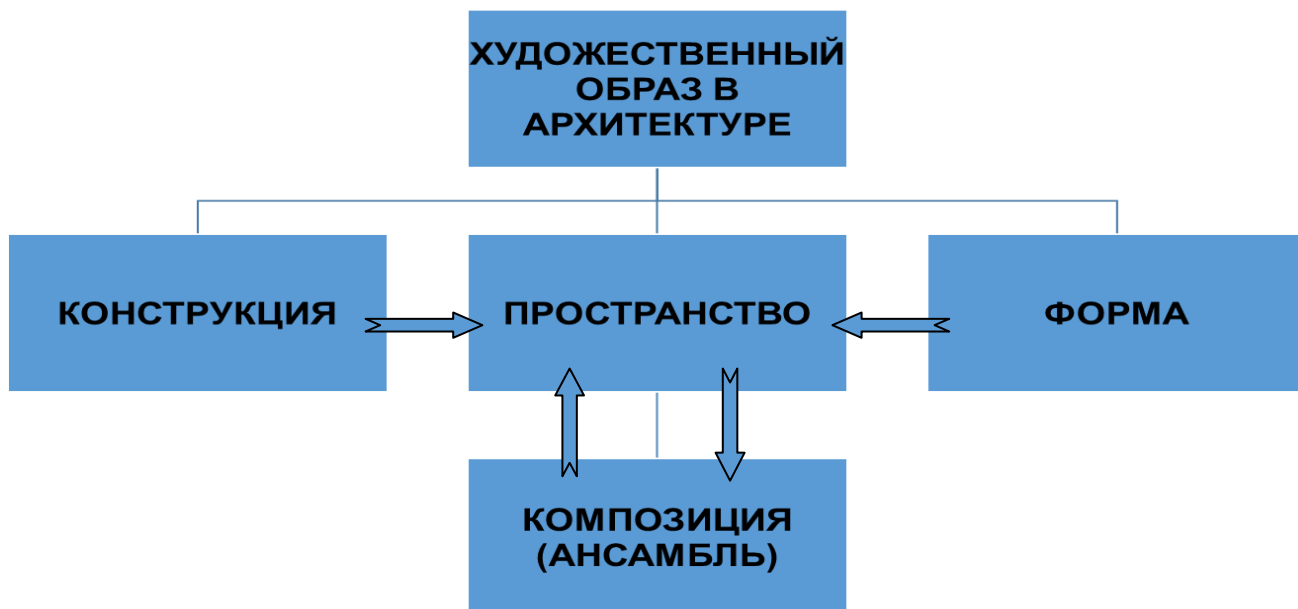 ХУДОЖЕСТВЕННЫЙ
ОБРАЗ В
АРХИТЕКТУРЕ
КОНСТРУКЦИЯ
ПРОСТРАНСТВО
ФОРМА
КОМПОЗИЦИЯ
(АНСАМБЛЬ)